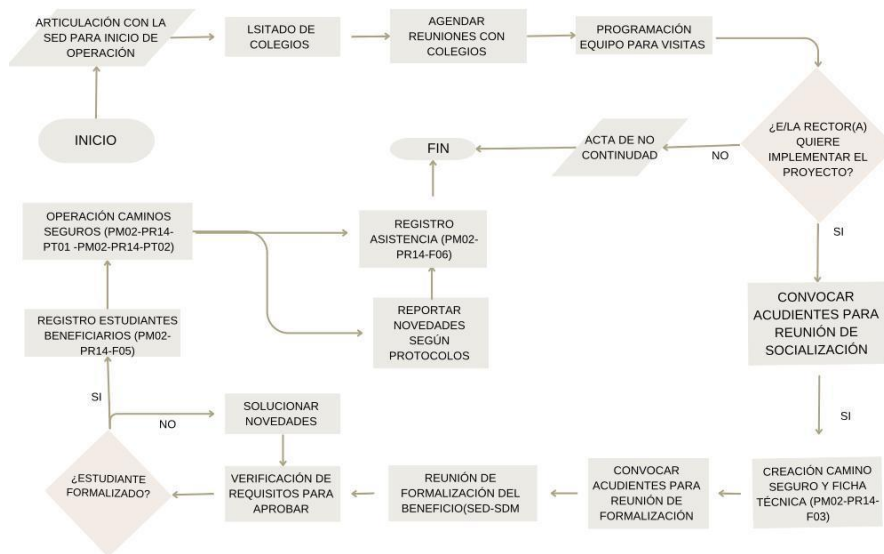 ARTICULACIÓN CON LA
SED PARA INICIO DE
OPERACIÓN
LSITADO DE
COLEGIOS
AGENDAR
REUNIONES CON
COLEGIOS
PROGRAMACIÓN
EQUIPO PARA VISITAS
INICIO
FIN
ACTA DE NO
CONTINUDAD
NO
¿E/LA RECTOR(A)
QUIERE
IMPLEMENTAR EL
PROYECTO?
SI
OPERACIÓN CAMINOS
SEGUROS (PM02-PR14-
PT01 -PM02-PR14-PT02)
REGISTRO
ASISTENCIA (PM02-
PR14-F06)
CONVOCAR
ACUDIENTES PARA
REUNIÓN DE
SOCIALIZACIÓN
REGISTRO ESTUDIANTES
BENEFICIARIOS (PM02-
PR14-F05)
REPORTAR
NOVEDADES
SEGÚN
PROTOCOLOS
SI
NO
SOLUCIONAR
NOVEDADES
SI
¿ESTUDIANTE
FORMALIZADO?
VERIFICACIÓN DE
REQUISITOS PARA
APROBAR
REUNIÓN DE
FORMALIZACIÓN DEL
BENEFICIO(SED-SDM
CONVOCAR
ACUDIENTES PARA
REUNIÓN DE
FORMALIZACIÓN
CREACIÓN CAMINO
SEGURO Y FICHA
TÉCNICA (PM02-PR14-
F03)